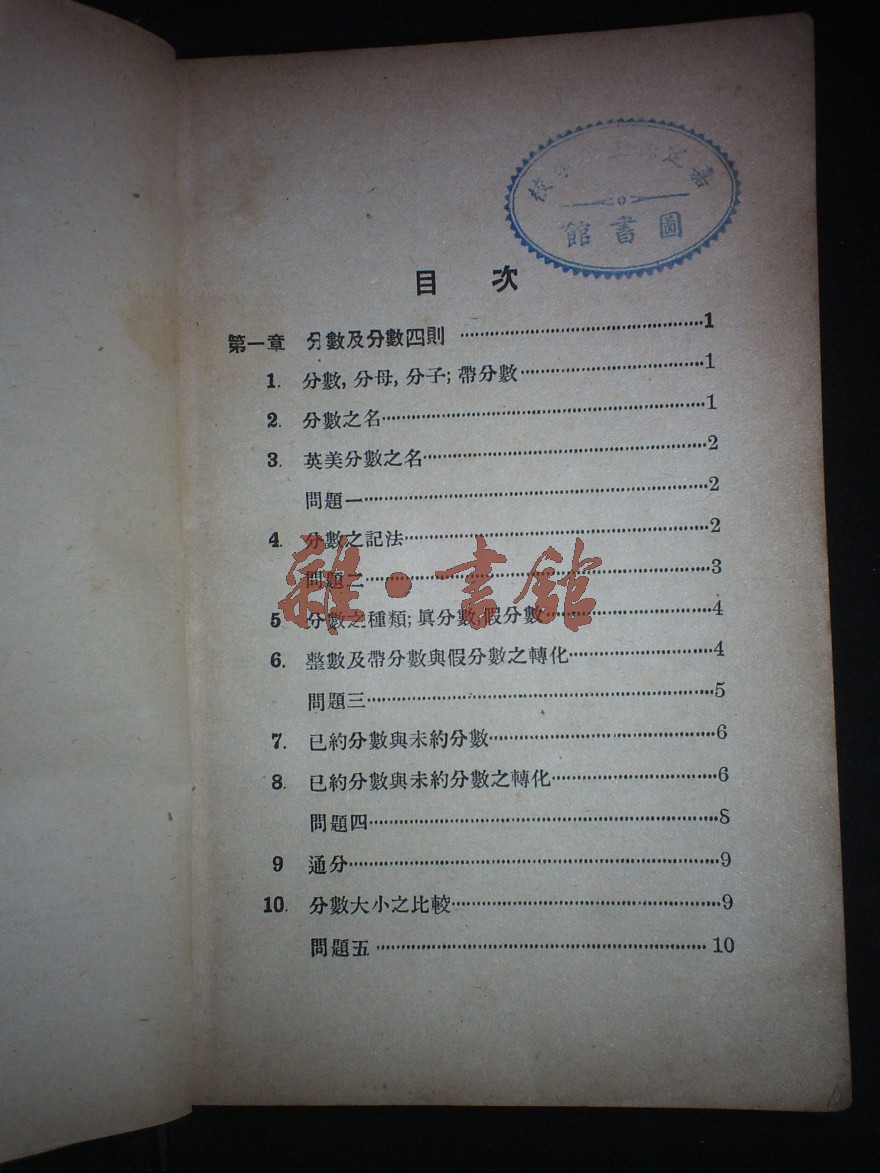 圖書館
目 次
第一章 分數及分數四則 ……1
1. 分數, 分母, 分子; 帶分數……1
2. 分數之名……1
3. 英美分數之名……2
問題一……2
4. 分數之記法……2
問題二……3
雜·書館
5 分數之種類; 眞分數, 假分數……4
6. 整數及帶分數與假分數之轉化……4
問題三……5
7. 已約分數與未約分數……6
8. 已約分數與未約分數之轉化……6
問題四……8
9 通分……9
10. 分數大小之比較……9
問題五……10